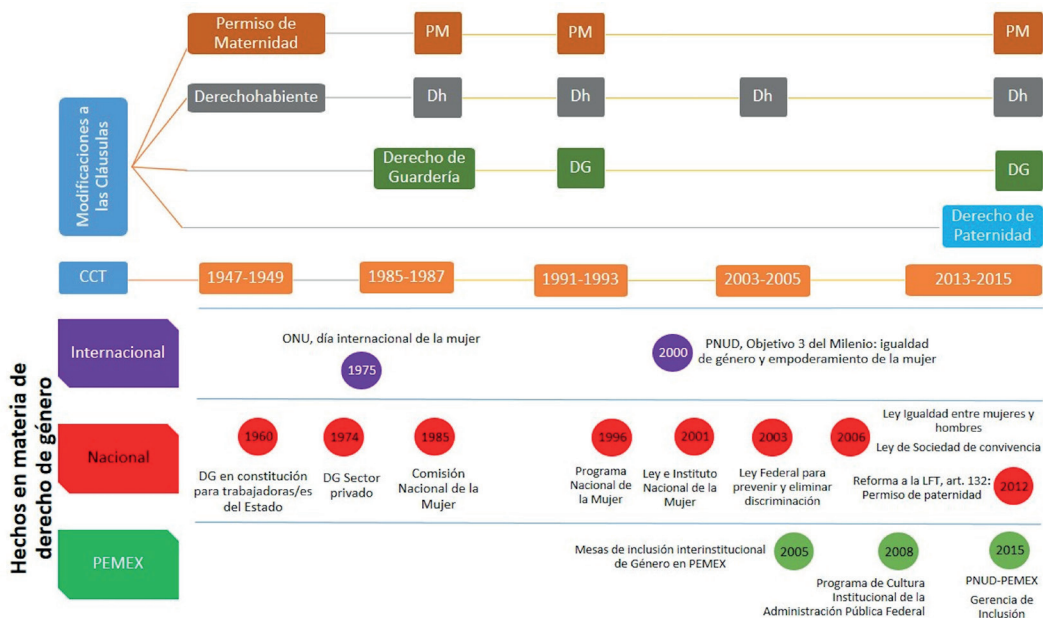 Modificaciones a
las Cláusulas
Permiso de
Maternidad
PM
PM
PM
Derechohabiente
Dh
Dh
Dh
Dh
Derecho de
Guardería
DG
DG
Derecho de
Paternidad
CCT
1947-1949
1985-1987
1991-1993
2003-2005
2013-2015
Hechos en materia de
derecho de género
Internacional
ONU, día internacional de la mujer
1975
2000
PNUD, Objetivo 3 del Milenio: igualdad
de género y empoderamiento de la mujer
Nacional
1960
DG en constitución
para trabajadoras/es
del Estado
1974
DG Sector
privado
1985
Comisión
Nacional de la
Mujer
1996
Programa
Nacional de
la Mujer
2001
Ley e Instituto
Nacional de la
Mujer
2003
Ley Federal para
prevenir y eliminar
discriminación
2006
Ley Igualdad entre mujeres y
hombres
Ley de Sociedad de convivencia
Reforma a la LFT, art. 132:
Permiso de paternidad
2012
PEMEX
Mesas de inclusión interinstitucional
de Género en PEMEX
2005
2008
Programa de Cultura
Institucional de la
Administración Pública Federal
2015
PNUD-PEMEX
Gerencia de
Inclusión